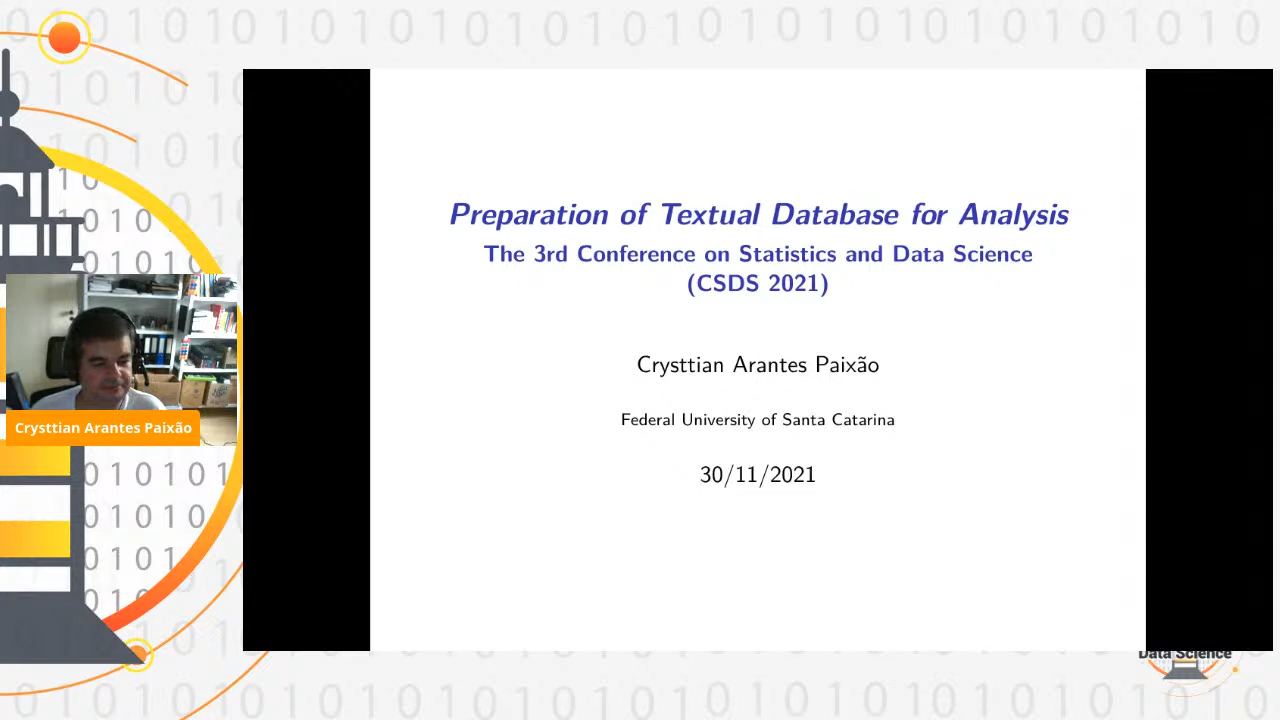 Preparation of Textual Database for Analysis
The 3rd Conference on Statistics and Data Science
(CSDS 2021)
Crysttian Arantes Paixão
Federal University of Santa Catarina
30/11/2021
Crysttian Arantes Paixão
Data Science